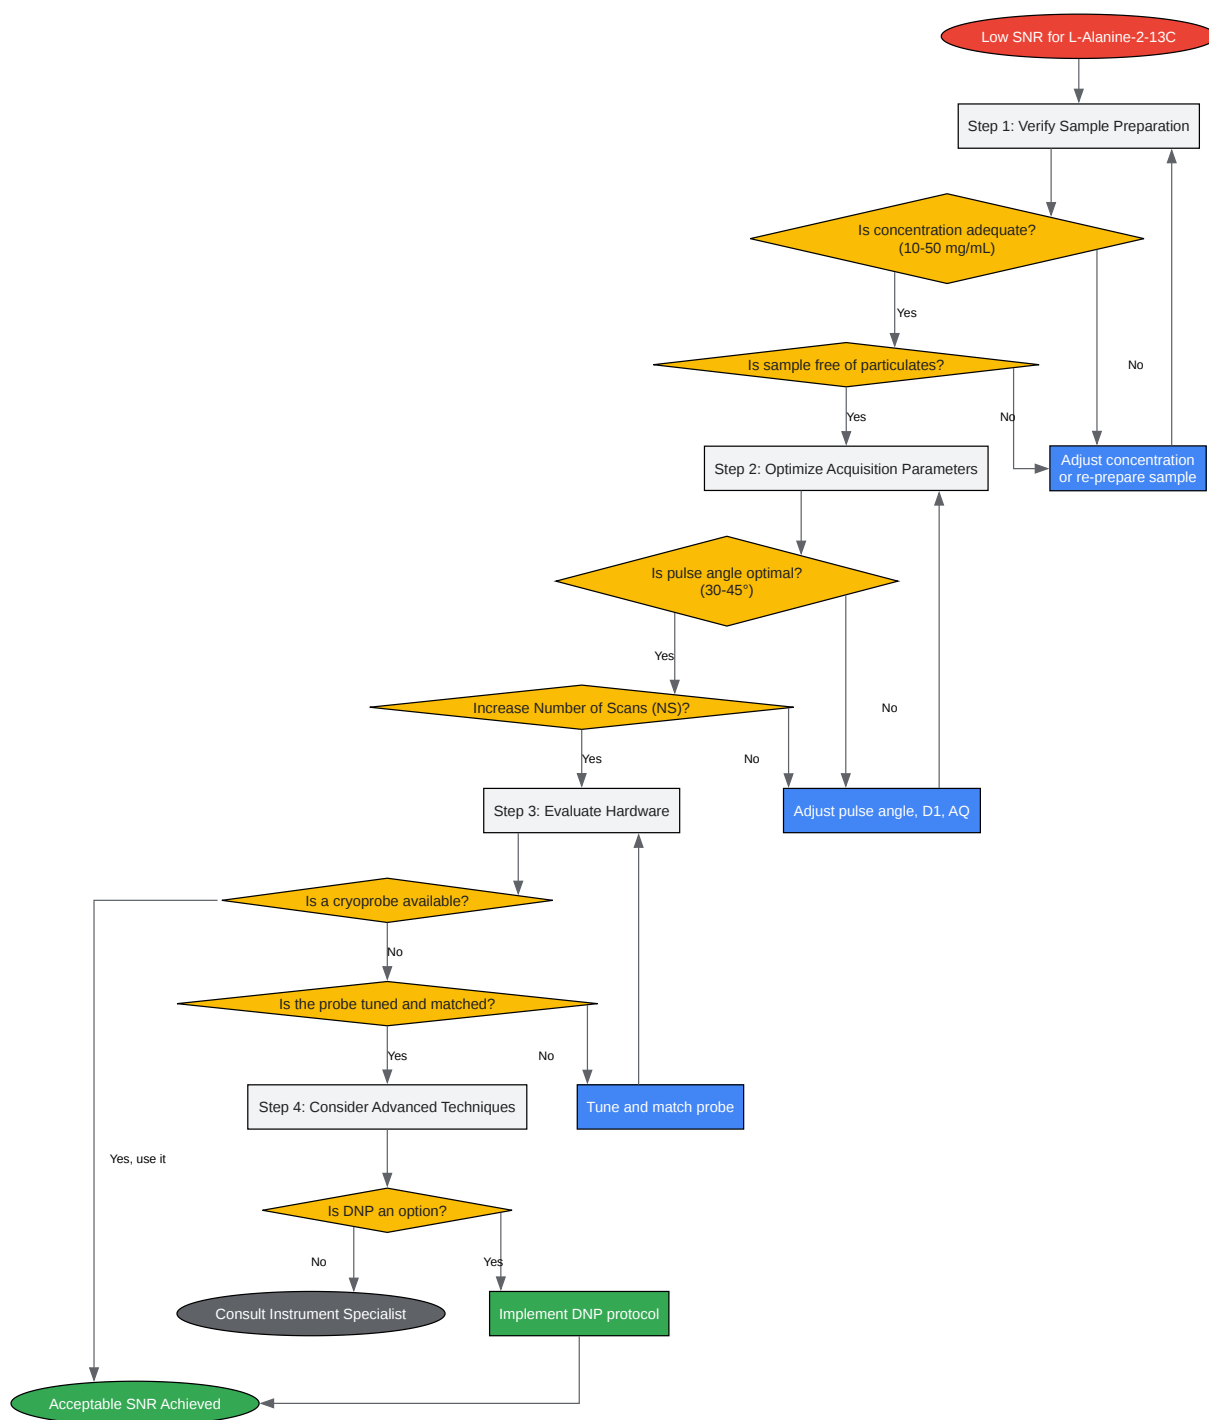 Low SNR for L-Alanine-2-13C
Step 1: Verify Sample Preparation
Is concentration adequate?
(10-50 mg/mL)
Yes
Is sample free of particulates?
No
Yes
No
Step 2: Optimize Acquisition Parameters
Adjust concentration
or re-prepare sample
Is pulse angle optimal?
(30-45°)
Yes
Increase Number of Scans (NS)?
No
Yes
No
Step 3: Evaluate Hardware
Adjust pulse angle, D1, AQ
Is a cryoprobe available?
No
Is the probe tuned and matched?
Yes
No
Step 4: Consider Advanced Techniques
Tune and match probe
Yes, use it
Is DNP an option?
No
Yes
Consult Instrument Specialist
Implement DNP protocol
Acceptable SNR Achieved